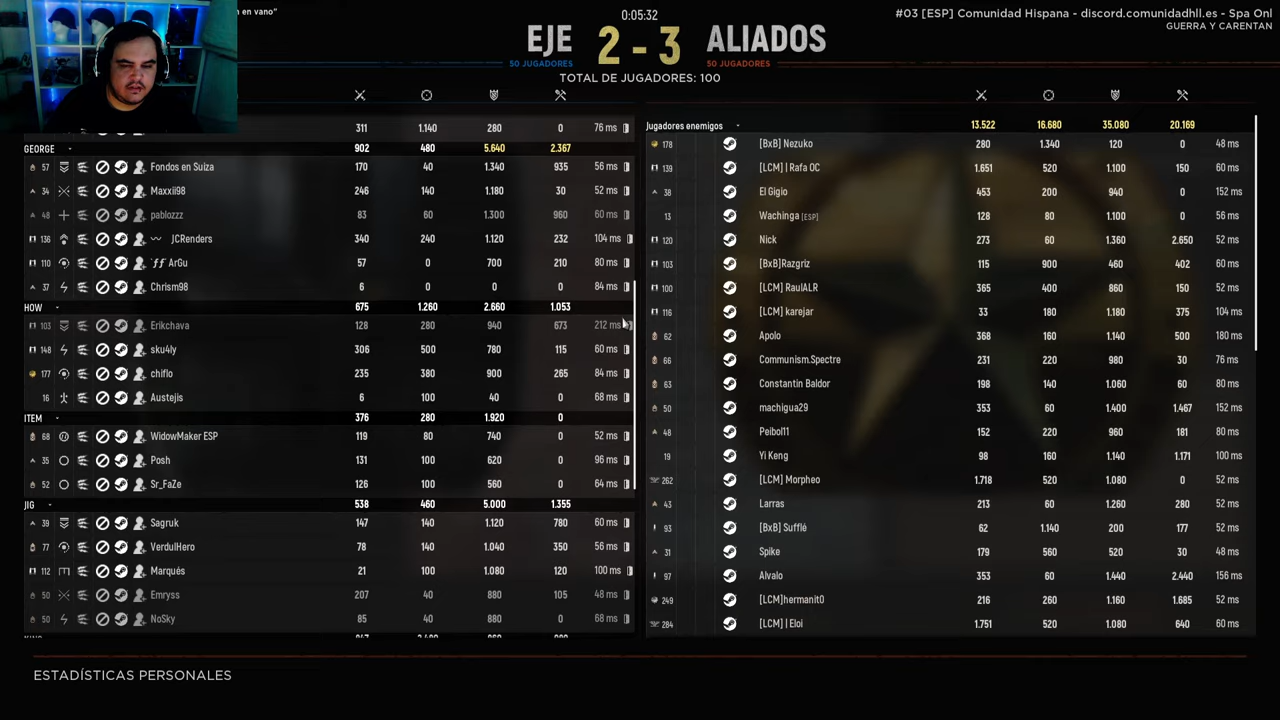 n en vano"
0:05:32
#03 [ESP] Comunidad Hispana - discord.comunidadhll.es - Spa Onl
GUERRA Y CARENTAN
EJE 2 - 3 ALIADOS
50 JUGADORES 50 JUGADORES
TOTAL DE JUGADORES: 100
311 1.140 280 0 76 ms
GEORGE 902 480 5.640 2.367
57 Fondos en Suiza 170 40 1.340 935 56 ms
34 Maxxii98 246 140 1.180 30 52 ms
48 pablozzz 83 60 1.300 960 60 ms
136 JCRenders 340 240 1.120 232 104 ms
110 ƒƒ ArGu 57 0 700 210 80 ms
37 Chrism98 6 0 0 0 84 ms
HOW 675 1.260 2.660 1.053
103 Erikchava 128 280 940 673 212 ms
148 sku4ly 306 500 780 115 60 ms
177 chiflo 235 380 900 265 84 ms
16 Austejis 6 100 40 0 68 ms
ITEM 376 280 1.920 0
68 WidowMaker ESP 119 80 740 0 52 ms
35 Posh 131 100 620 0 96 ms
52 Sr_FaZe 126 100 560 0 64 ms
JIG 538 460 5.000 1.355
39 Sagruk 147 140 1.120 780 60 ms
77 VerdulHero 78 140 1.040 350 56 ms
112 Marqués 21 100 1.080 120 100 ms
50 Emryss 207 40 880 105 48 ms
50 NoSky 85 40 880 0 68 ms
Jugadores enemigos 13.522 16.680 35.080 20.169
178 [BxB] Nezuko 280 1.340 120 0 48 ms
139 [LCM] | Rafa OC 1.651 520 1.100 150 60 ms
38 El Gigio 453 200 940 0 152 ms
13 Wachinga [ESP] 128 80 1.100 0 56 ms
120 Nick 273 60 1.360 2.650 52 ms
103 [BxB]Razgriz 115 900 460 402 60 ms
100 [LCM] RaulALR 365 400 860 150 52 ms
116 [LCM] karejar 33 180 1.180 375 104 ms
62 Apolo 368 160 1.140 500 180 ms
66 Communism.Spectre 231 220 980 30 76 ms
63 Constantin Baldor 198 140 1.060 60 80 ms
50 machigua29 353 60 1.400 1.467 152 ms
48 Peibol11 152 220 960 181 80 ms
19 Yi Keng 98 160 1.140 1.171 100 ms
262 [LCM] Morpheo 1.718 520 1.080 0 52 ms
43 Larras 213 60 1.260 280 52 ms
93 [BxB] Sufflé 62 1.140 200 177 52 ms
31 Spike 179 560 520 30 48 ms
97 Alvalo 353 60 1.440 2.440 156 ms
249 [LCM]hermanit0 216 260 1.160 1.685 52 ms
284 [LCM] | Eloi 1.751 520 1.080 640 60 ms
ESTADÍSTICAS PERSONALES